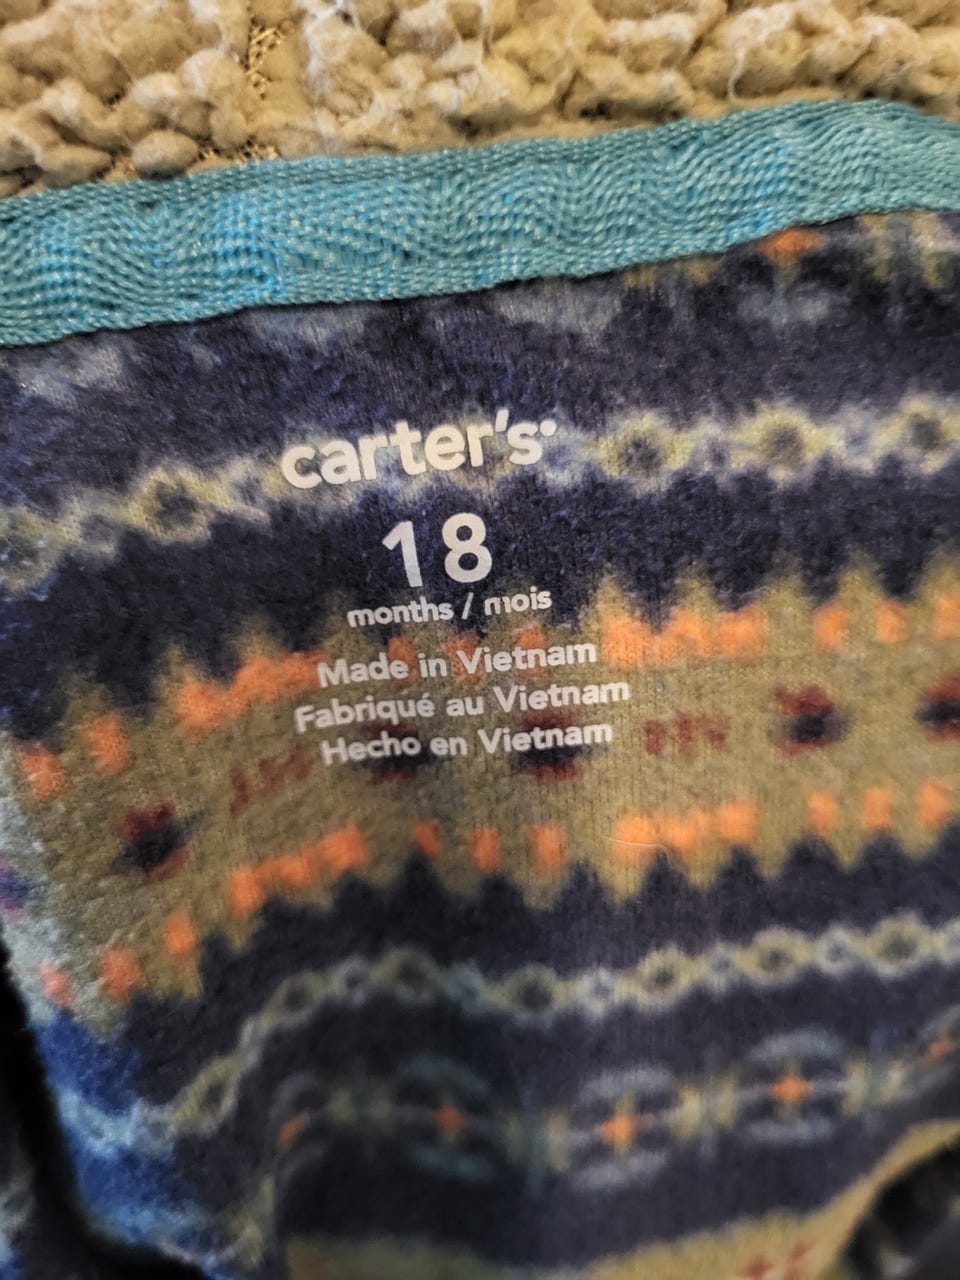 carter's
18
months / mois
Made in Vietnam
Fabriqué au Vietnam
Hecho en Vietnam